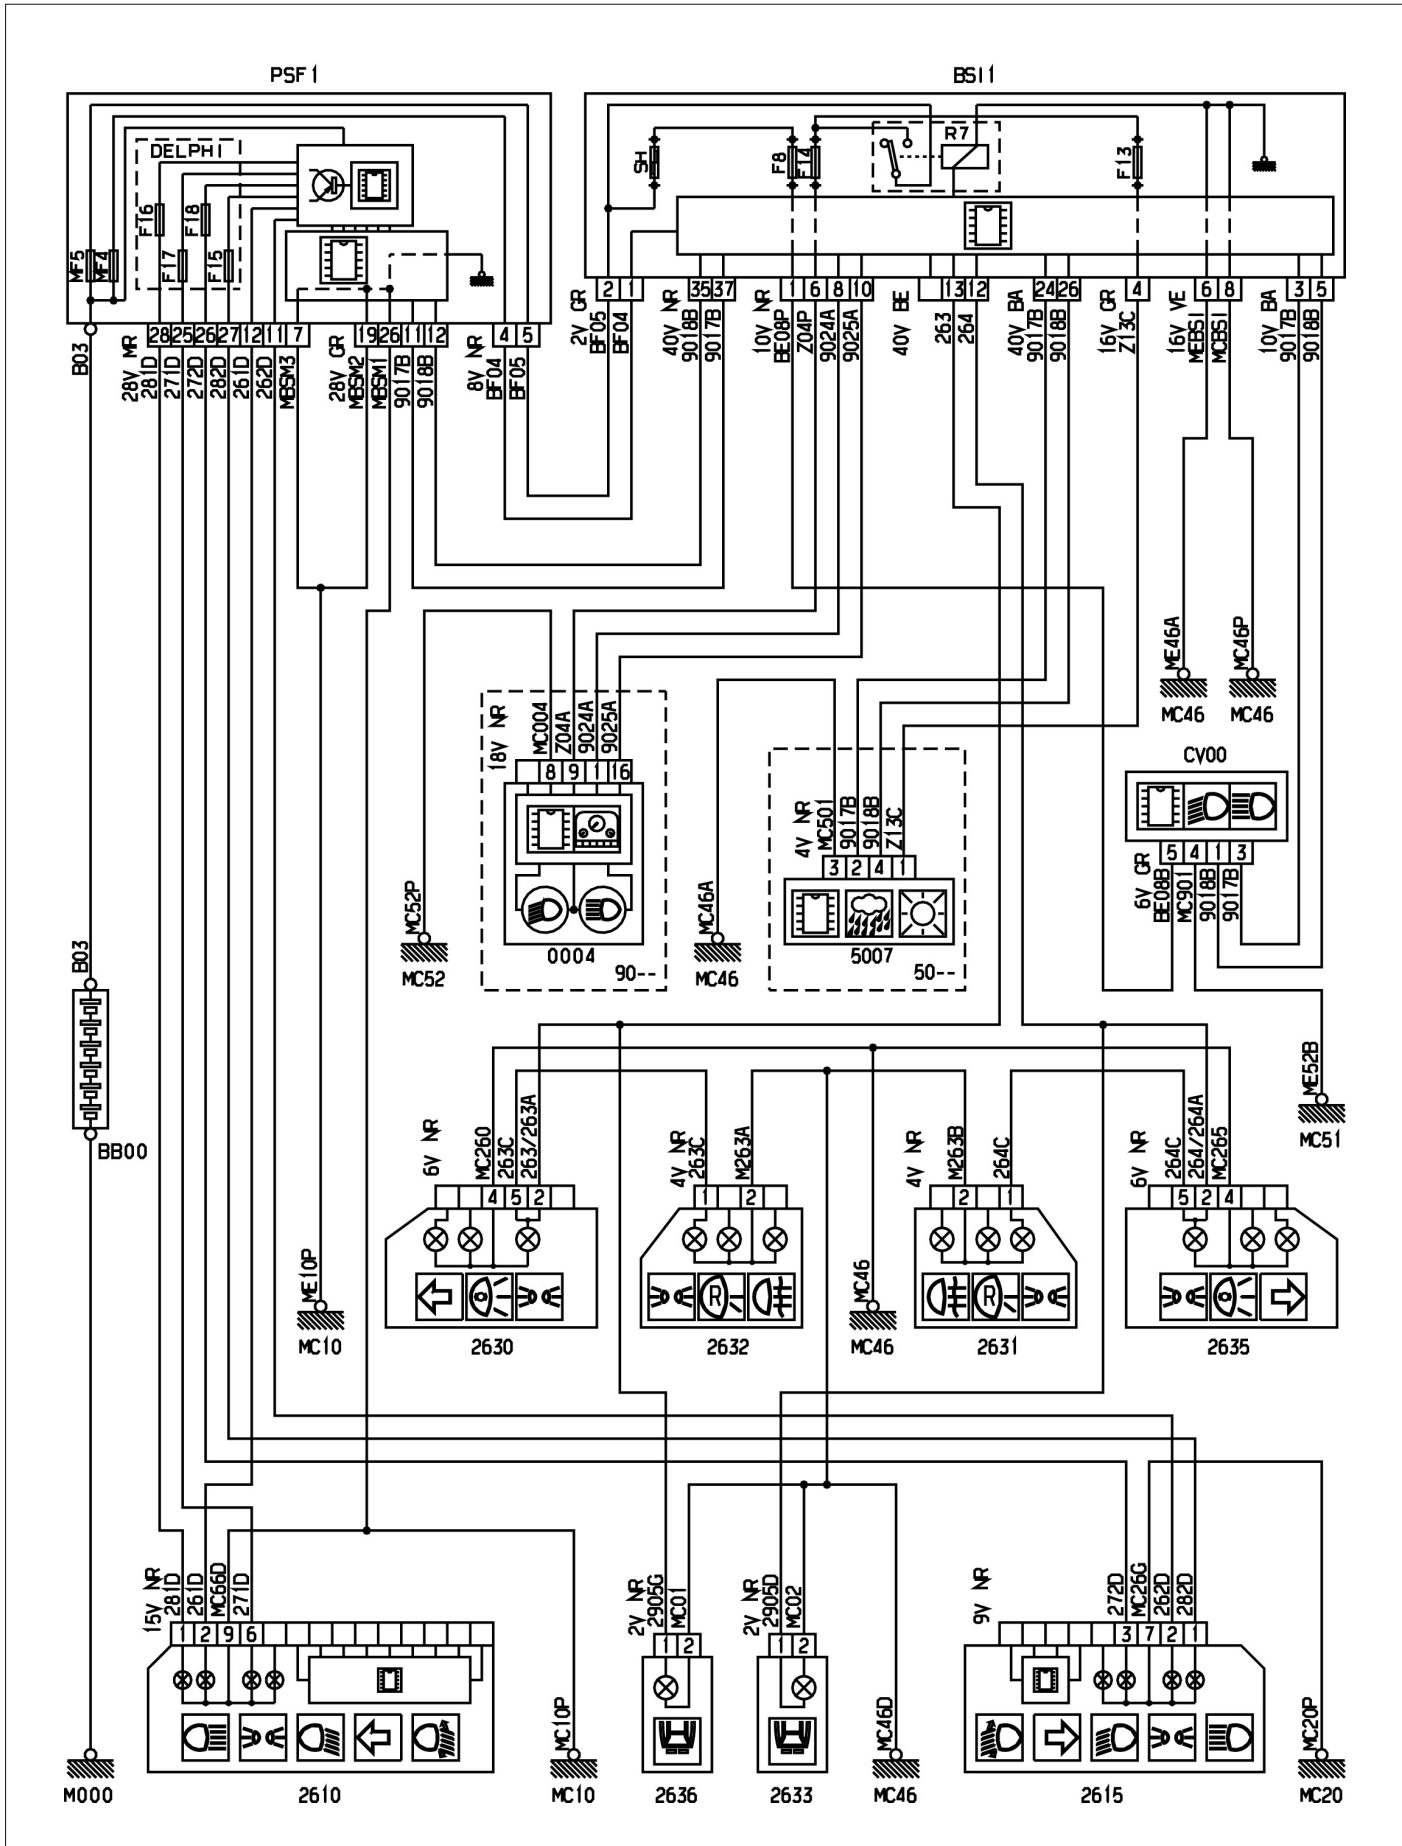 PSF1
BSI1
DELPHI
R7
SH
F8
F14
F13
F16
F18
MF5
MF4
F17
F15
28 25 26 27 12 11 7
19 26 11 12
4 5
2 1
35 37
1 6 8 10
13 12
24 26
4
6 8
3 5
B03
28V MR
281D
271D
272D
282D
261D
262D
MBSM3
28V GR
MBSM2
MBSM1
9017B
9018B
8V NR
BF04
BF05
2V GR
BF05
BF04
40V NR
9018B
9017B
10V NR
BE08P
Z04P
9024A
9025A
40V BE
263
264
40V BA
9017B
9018B
16V GR
Z13C
16V VE
MEBSI
MCBSI
10V BA
9017B
9018B
ME46A
MC46P
MC46
MC46
18V NR
MC004
Z04A
9024A
9025A
8 9 1 16
0004
90--
MC52P
MC52
MC46A
MC46
4V NR
MC501
9017B
9018B
Z13C
3 2 4 1
5007
50--
CV00
5 4 1 3
6V GR
BE08B
MC901
9018B
9017B
B03
BB00
ME52B
MC51
6V NR
MC260
263C
263/263A
4 5 2
2630
4V NR
263C
M263A
1 2
R
2632
4V NR
M263B
264C
2 1
R
2631
6V NR
264C
264/264A
MC265
5 2 4
2635
ME10P
MC10
MC46
MC46
15V NR
281D
261D
MC66D
271D
1 2 9 6
2610
2V NR
2905G
MC01
1 2
2636
2V NR
2905D
MC02
1 2
2633
9V NR
272D
MC26G
262D
282D
3 7 2 1
2615
M000
MC10P
MC10
MC46D
MC46
MC20P
MC20